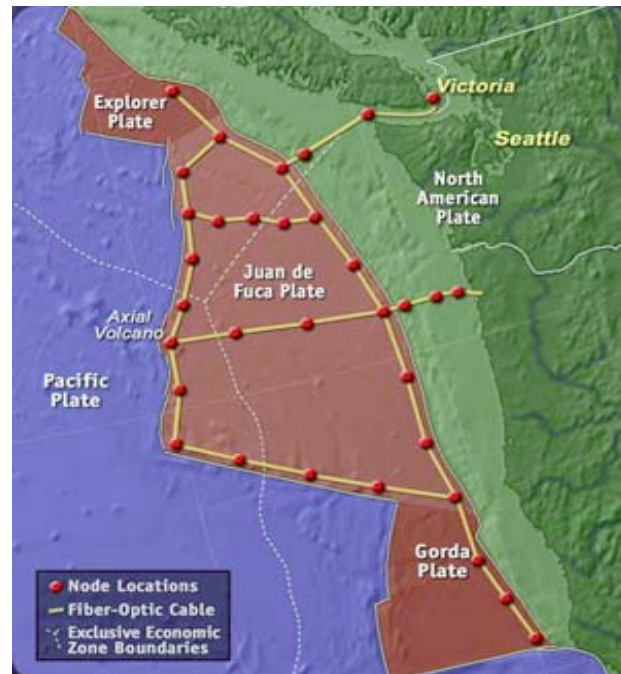 Explorer
Plate
Victoria
Seattle
North
American
Plate
Juan de
Fuca Plate
Axial
Volcano
Pacific
Plate
Gorda
Plate
Node Locations
Fiber-Optic Cable
Exclusive Economic
Zone Boundaries